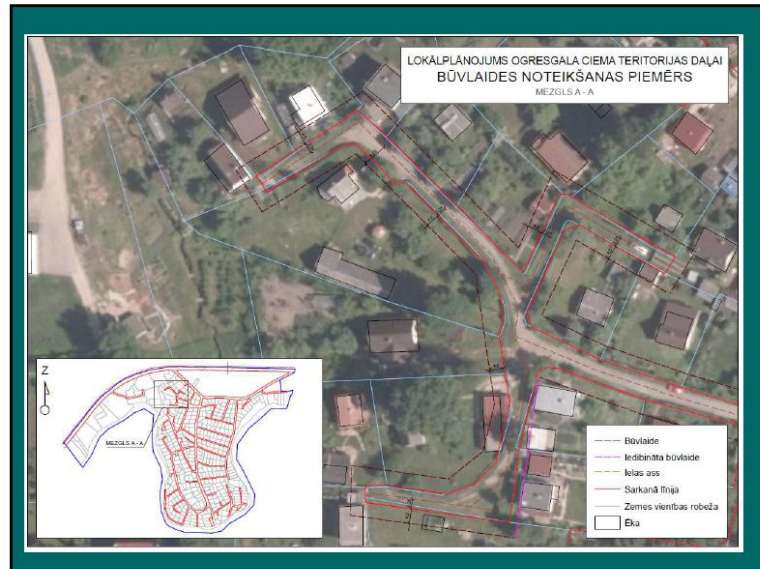 LOKĀLPLĀNOJUMS OGRESGALA CIEMA TERITORIJAS DAĻAI
BŪVLAIDES NOTEIKŠANAS PIEMĒRS
MEZGLS A - A
Z
MEZGLS A - A
Būvlaide
Iedibināta būvlaide
Ielas ass
Sarkanā līnija
Zemes vienības robeža
Ēka